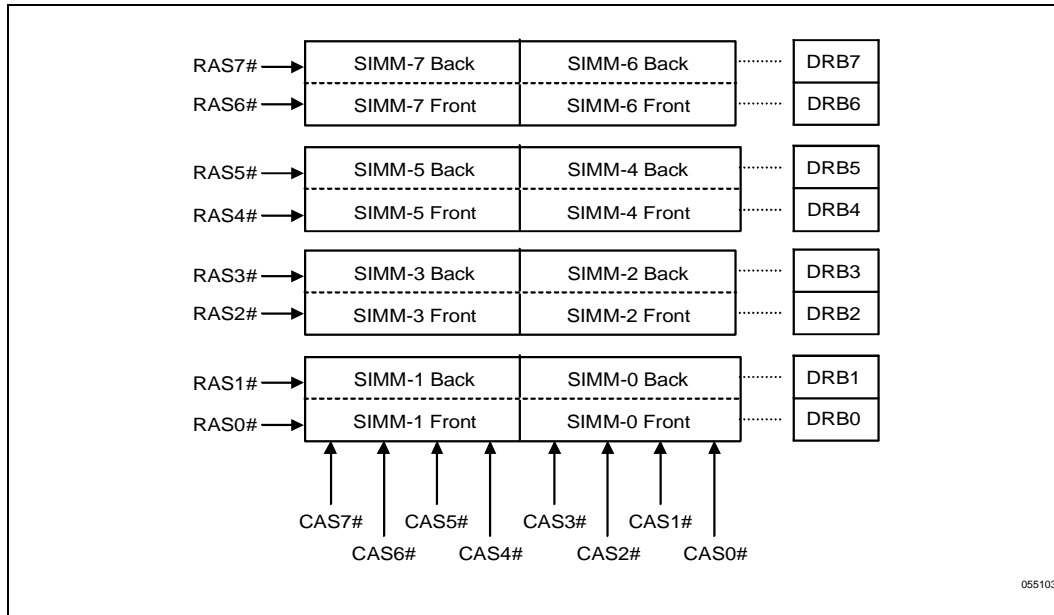 RAS7# SIMM-7 Back SIMM-6 Back DRB7
RAS6# SIMM-7 Front SIMM-6 Front DRB6
RAS5# SIMM-5 Back SIMM-4 Back DRB5
RAS4# SIMM-5 Front SIMM-4 Front DRB4
RAS3# SIMM-3 Back SIMM-2 Back DRB3
RAS2# SIMM-3 Front SIMM-2 Front DRB2
RAS1# SIMM-1 Back SIMM-0 Back DRB1
RAS0# SIMM-1 Front SIMM-0 Front DRB0
CAS7# CAS5# CAS3# CAS1#
CAS6# CAS4# CAS2# CAS0#
055103